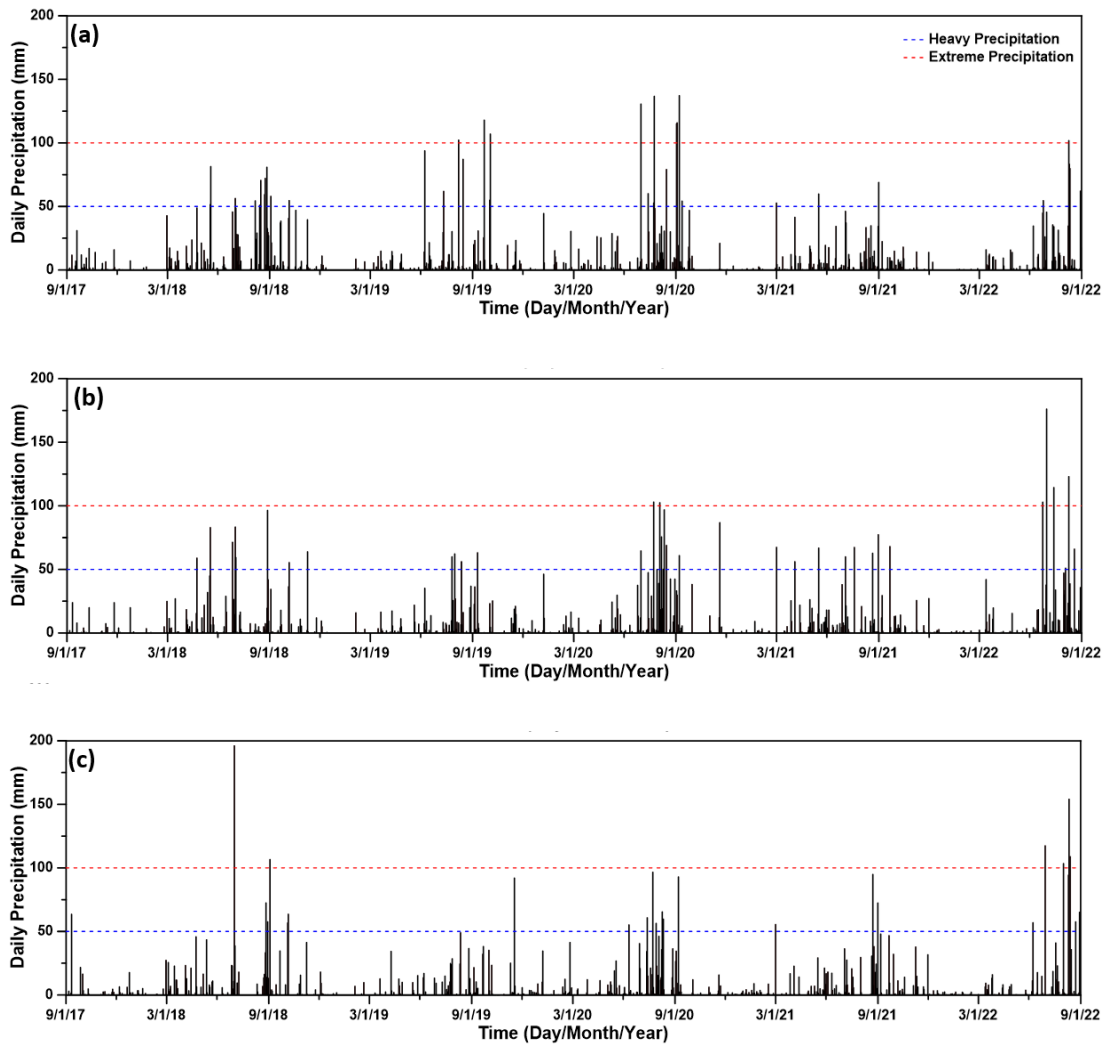 (a)
Heavy Precipitation
Extreme Precipitation
Daily Precipitation (mm)
200
150
100
50
0
9/1/17 3/1/18 9/1/18 3/1/19 9/1/19 3/1/20 9/1/20 3/1/21 9/1/21 3/1/22 9/1/22
Time (Day/Month/Year)
(b)
Daily Precipitation (mm)
200
150
100
50
0
9/1/17 3/1/18 9/1/18 3/1/19 9/1/19 3/1/20 9/1/20 3/1/21 9/1/21 3/1/22 9/1/22
Time (Day/Month/Year)
(c)
Daily Precipitation (mm)
200
150
100
50
0
9/1/17 3/1/18 9/1/18 3/1/19 9/1/19 3/1/20 9/1/20 3/1/21 9/1/21 3/1/22 9/1/22
Time (Day/Month/Year)